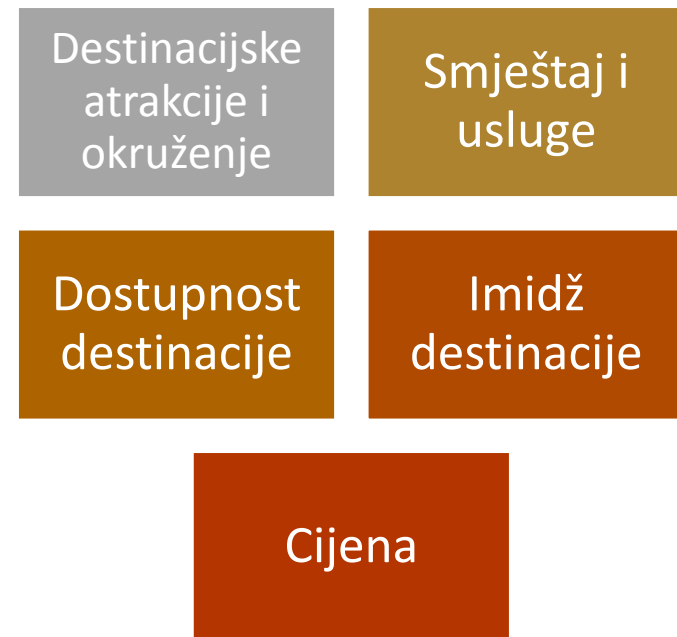 Destinacijske
atrakcije i
okruženje
Smještaj i
usluge
Dostupnost
destinacije
Imidž
destinacije
Cijena